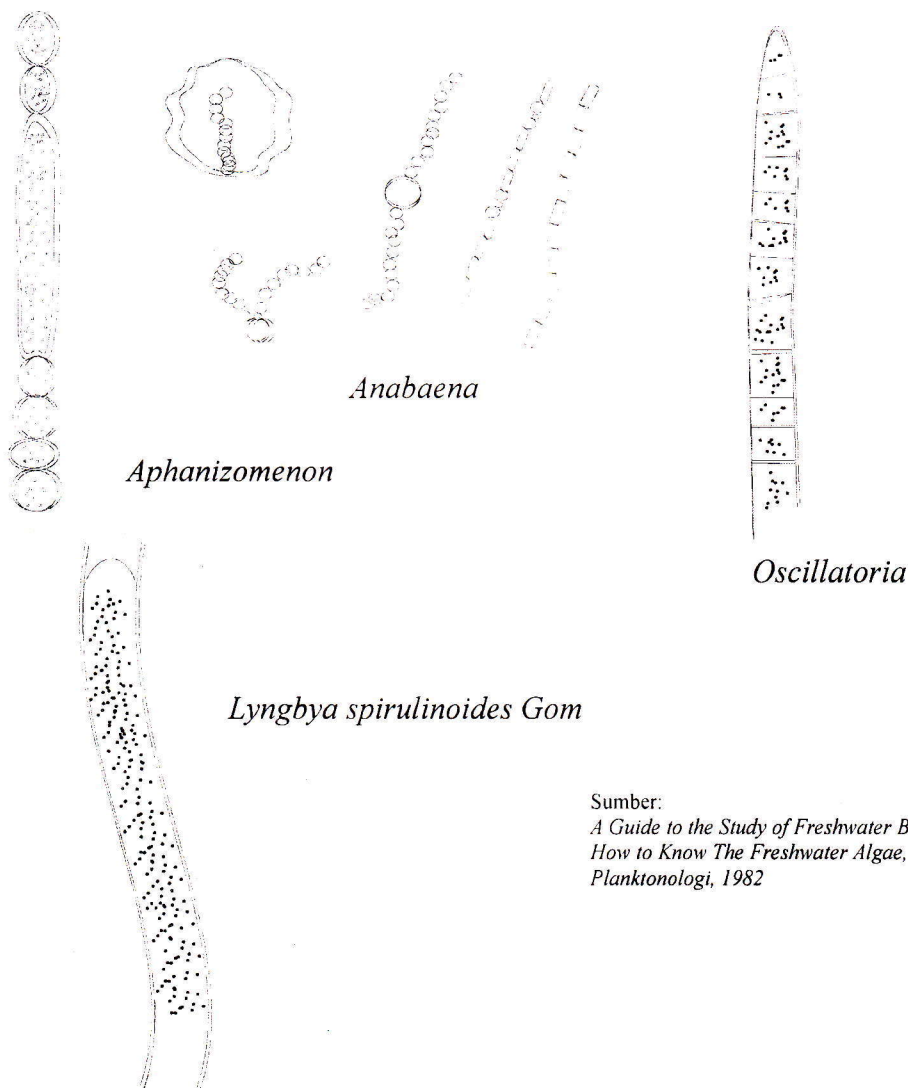 Anabaena
Aphanizomenon
Oscillatoria
Lyngbya spirulinoides Gom
Sumber:
A Guide to the Study of Freshwater B
How to Know The Freshwater Algae,
Planktonologi, 1982